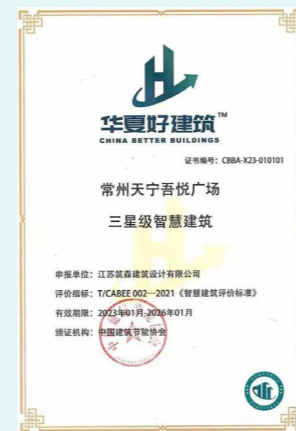 华夏好建筑™
CHINA BETTER BUILDINGS
证书编号：CBBA-X23-010101
常州天宁吾悦广场
三星级智慧建筑
申报单位：江苏筑森建筑设计有限公司
评价指标：T/CABEE 002—2021《智慧建筑评价标准》
有效期限：2023年01月-2026年01月
颁证机构：中国建筑节能协会